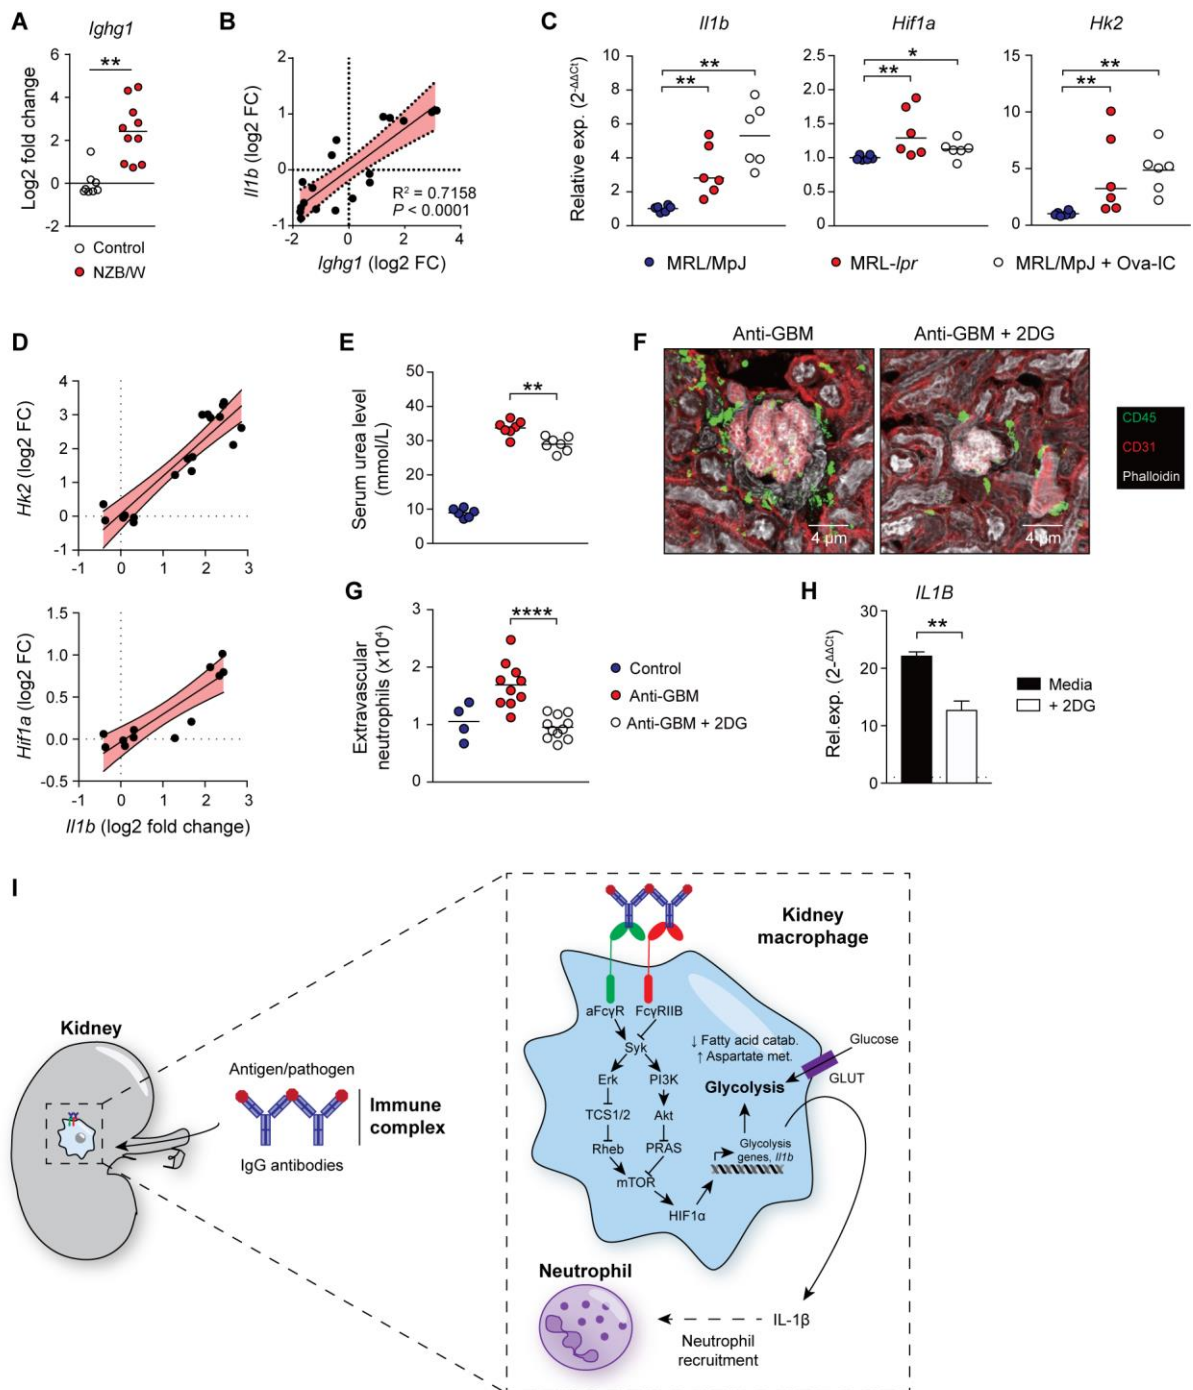 A
Ighg1
Log2 fold change
6
4
2
0
-2
**
Control
NZB/W
B
Il1b (log2 FC)
2
1
0
-1
-2
0
2
4
R² = 0.7158
P < 0.0001
Ighg1 (log2 FC)
C
Il1b
Hif1a
Hk2
Relative exp. (2-ΔΔCt)
10
8
6
4
2
0
**
**
2.5
2.0
1.5
1.0
0.5
0.0
*
**
15
10
5
0
**
**
MRL/MpJ
MRL-lpr
MRL/MpJ + Ova-IC
D
Hk2 (log2 FC)
4
3
2
1
0
-1
-1
0
1
2
3
Hif1a (log2 FC)
1.5
1.0
0.5
0.0
-0.5
-1
0
1
2
3
Il1b (log2 fold change)
E
Serum urea level
(mmol/L)
50
40
30
20
10
0
**
F
Anti-GBM
Anti-GBM + 2DG
4 µm
4 µm
CD45
CD31
Phalloidin
G
Extravascular
neutrophils (x10⁴)
3
2
1
0
****
Control
Anti-GBM
Anti-GBM + 2DG
H
IL1B
Rel.exp. (2-ΔΔCt)
30
20
10
0
**
Media
+ 2DG
I
Kidney
Antigen/pathogen
Immune
complex
IgG antibodies
Kidney
macrophage
aFcγR
FcγRIIB
Syk
Erk
PI3K
TCS1/2
Akt
Rheb
PRAS
mTOR
HIF1α
↓ Fatty acid catab.
↑ Aspartate met.
Glycolysis
Glucose
GLUT
Glycolysis
genes, Il1b
Neutrophil
IL-1β
Neutrophil
recruitment